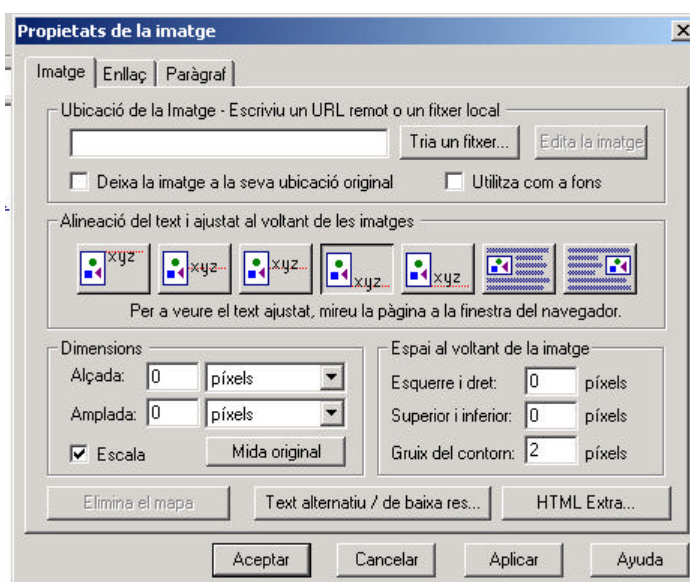 Propietats de la imatge
Imatge Enllaç Paràgraf
Ubicació de la Imatge - Escriviu un URL remot o un fitxer local
Tria un fitxer... Edita la imatge
Deixa la imatge a la seva ubicació original Utilitza com a fons
Alineació del text i ajustat al voltant de les imatges
xyz xyz xyz xyz xyz
Per a veure el text ajustat, mireu la pàgina a la finestra del navegador.
Dimensions
Alçada: 0 píxels
Amplada: 0 píxels
Escala Mida original
Espai al voltant de la imatge
Esquerre i dret: 0 píxels
Superior i inferior: 0 píxels
Gruix del contorn: 2 píxels
Elimina el mapa Text alternatiu / de baixa res... HTML Extra...
Aceptar Cancelar Aplicar Ayuda